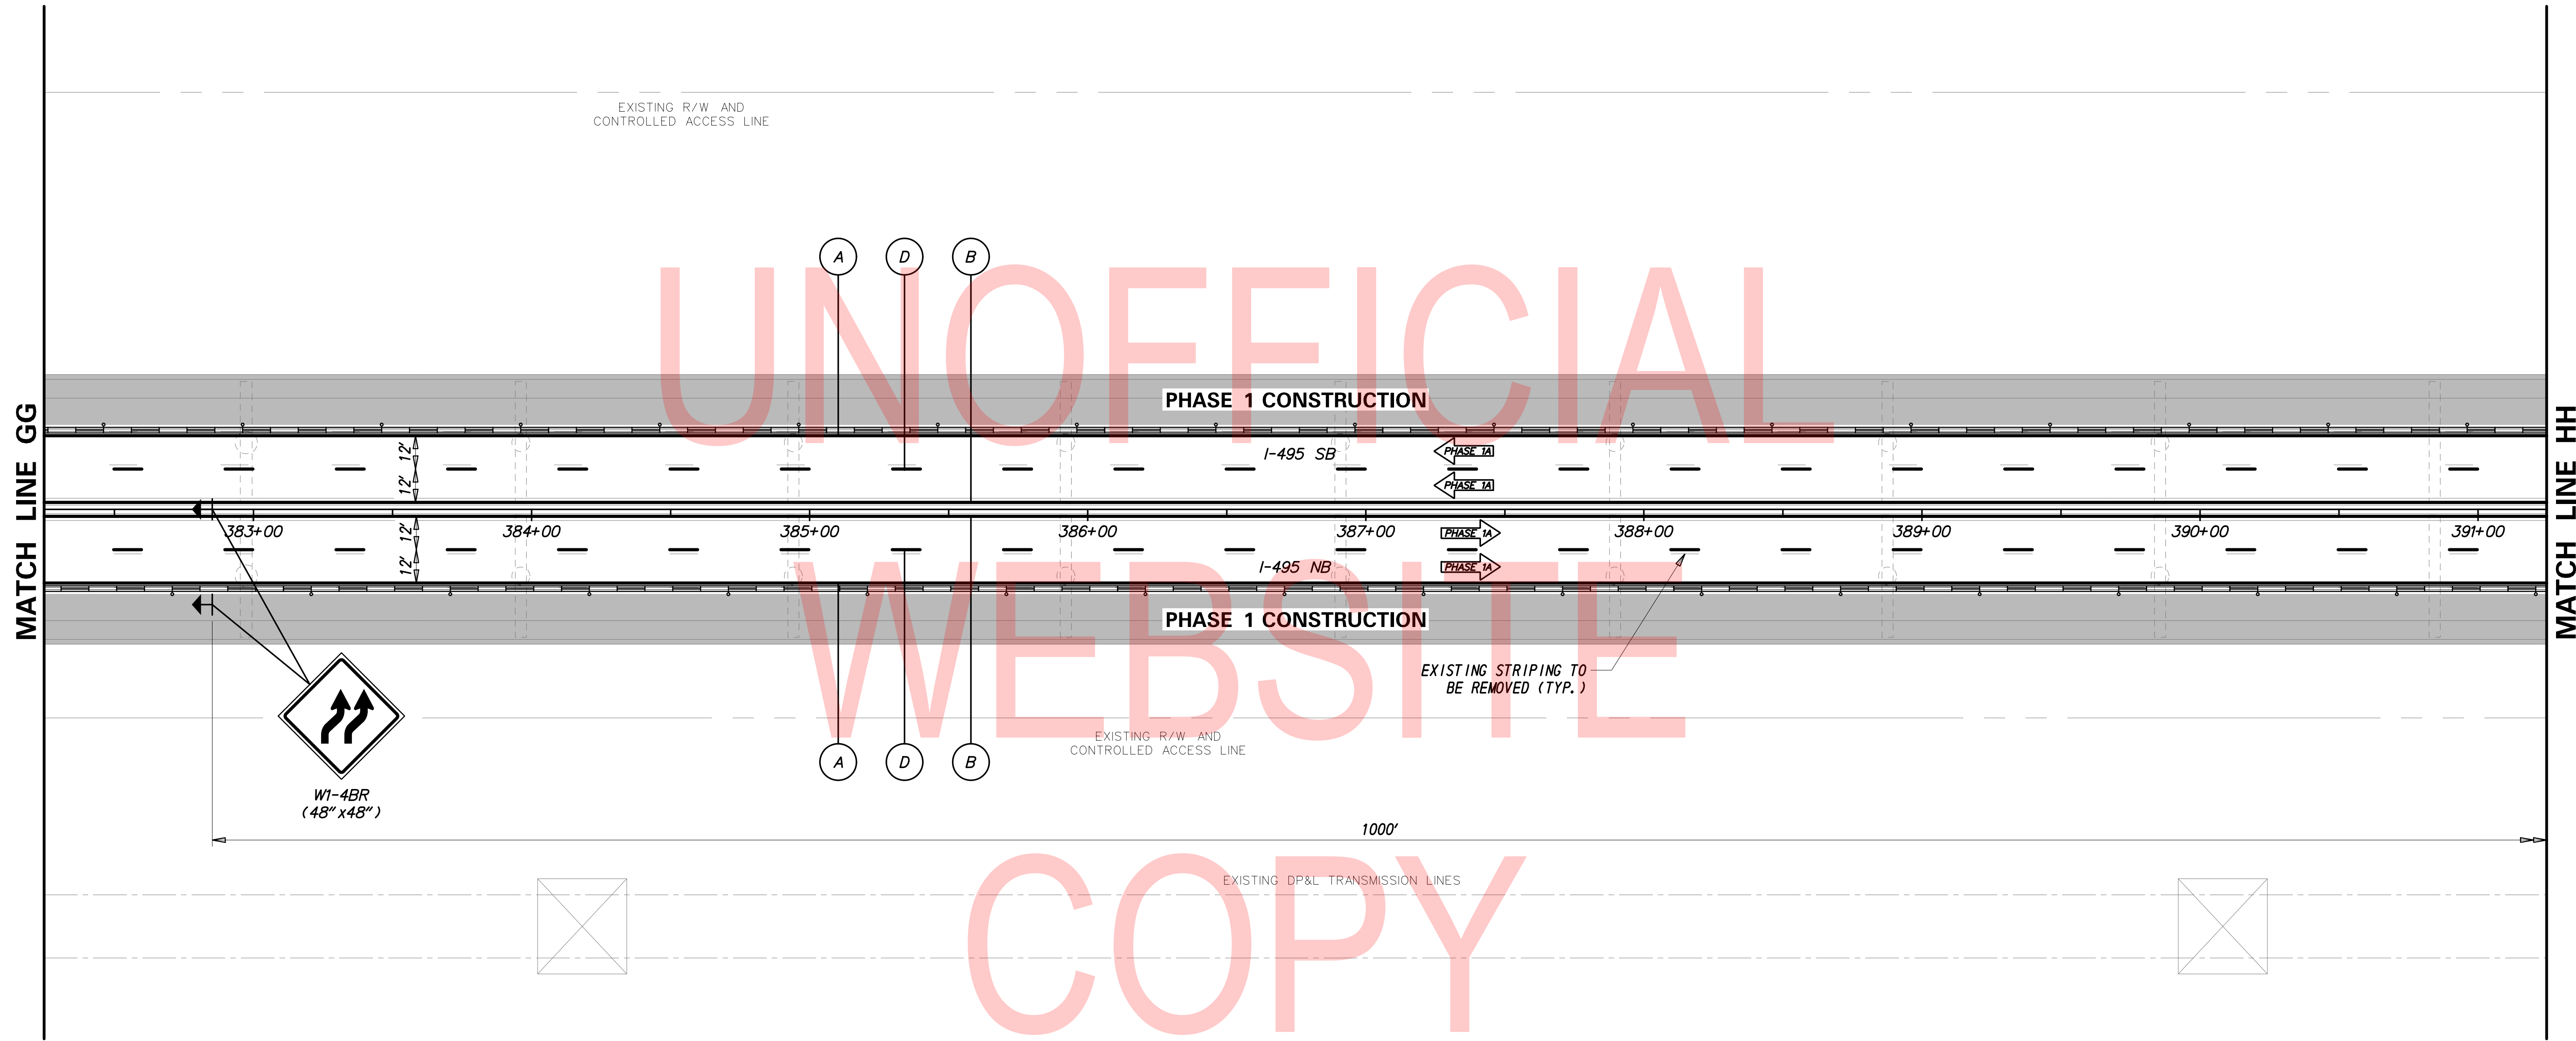 EXISTING R/W AND
CONTROLLED ACCESS LINE
A
D
B
UNOFFICIAL
WEBSITE
COPY
MATCH LINE GG
MATCH LINE HH
PHASE 1 CONSTRUCTION
I-495 SB
PHASE 1A
PHASE 1A
12'
12'
12'
12'
383+00
384+00
385+00
386+00
387+00
388+00
389+00
390+00
391+00
PHASE 1A
PHASE 1A
I-495 NB
PHASE 1 CONSTRUCTION
EXISTING STRIPING TO
BE REMOVED (TYP.)
EXISTING R/W AND
CONTROLLED ACCESS LINE
A
D
B
W1-4BR
(48"x48")
1000'
EXISTING DP&L TRANSMISSION LINES